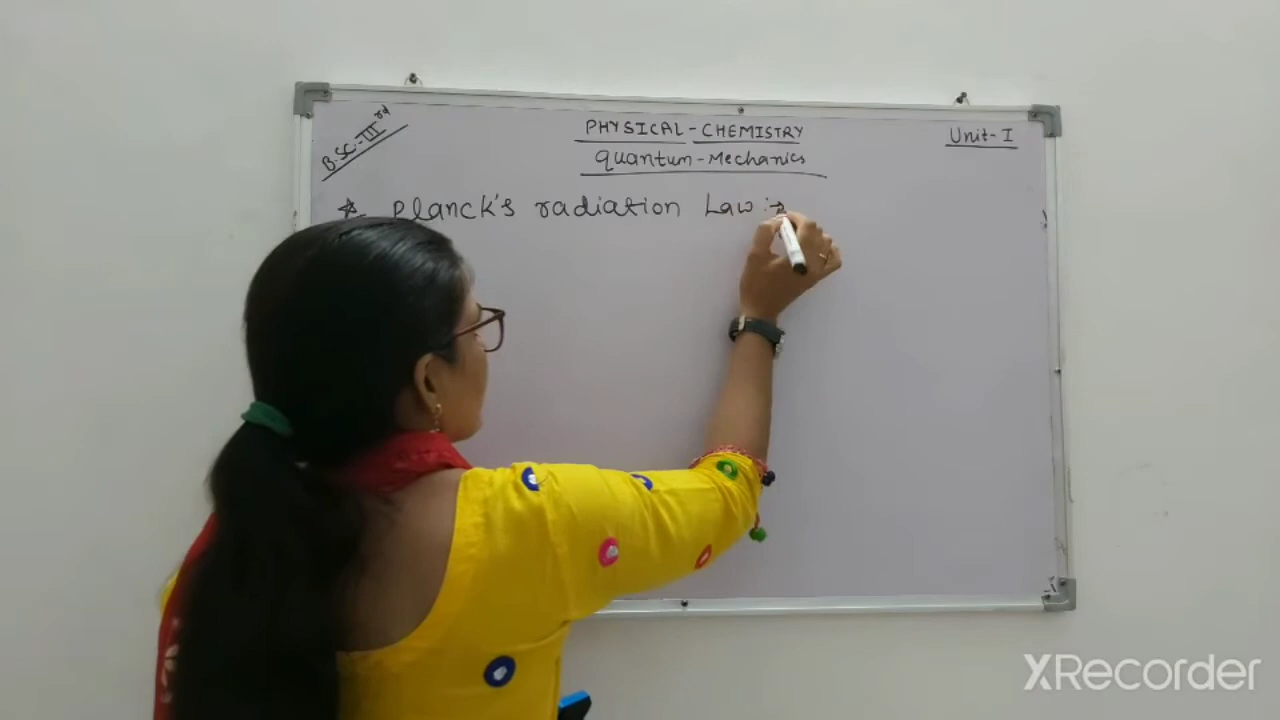 B.Sc-III rd
PHYSICAL-CHEMISTRY
Quantum-Mechanics
Unit-I
☆ Planck's radiation Law :→
XRecorder